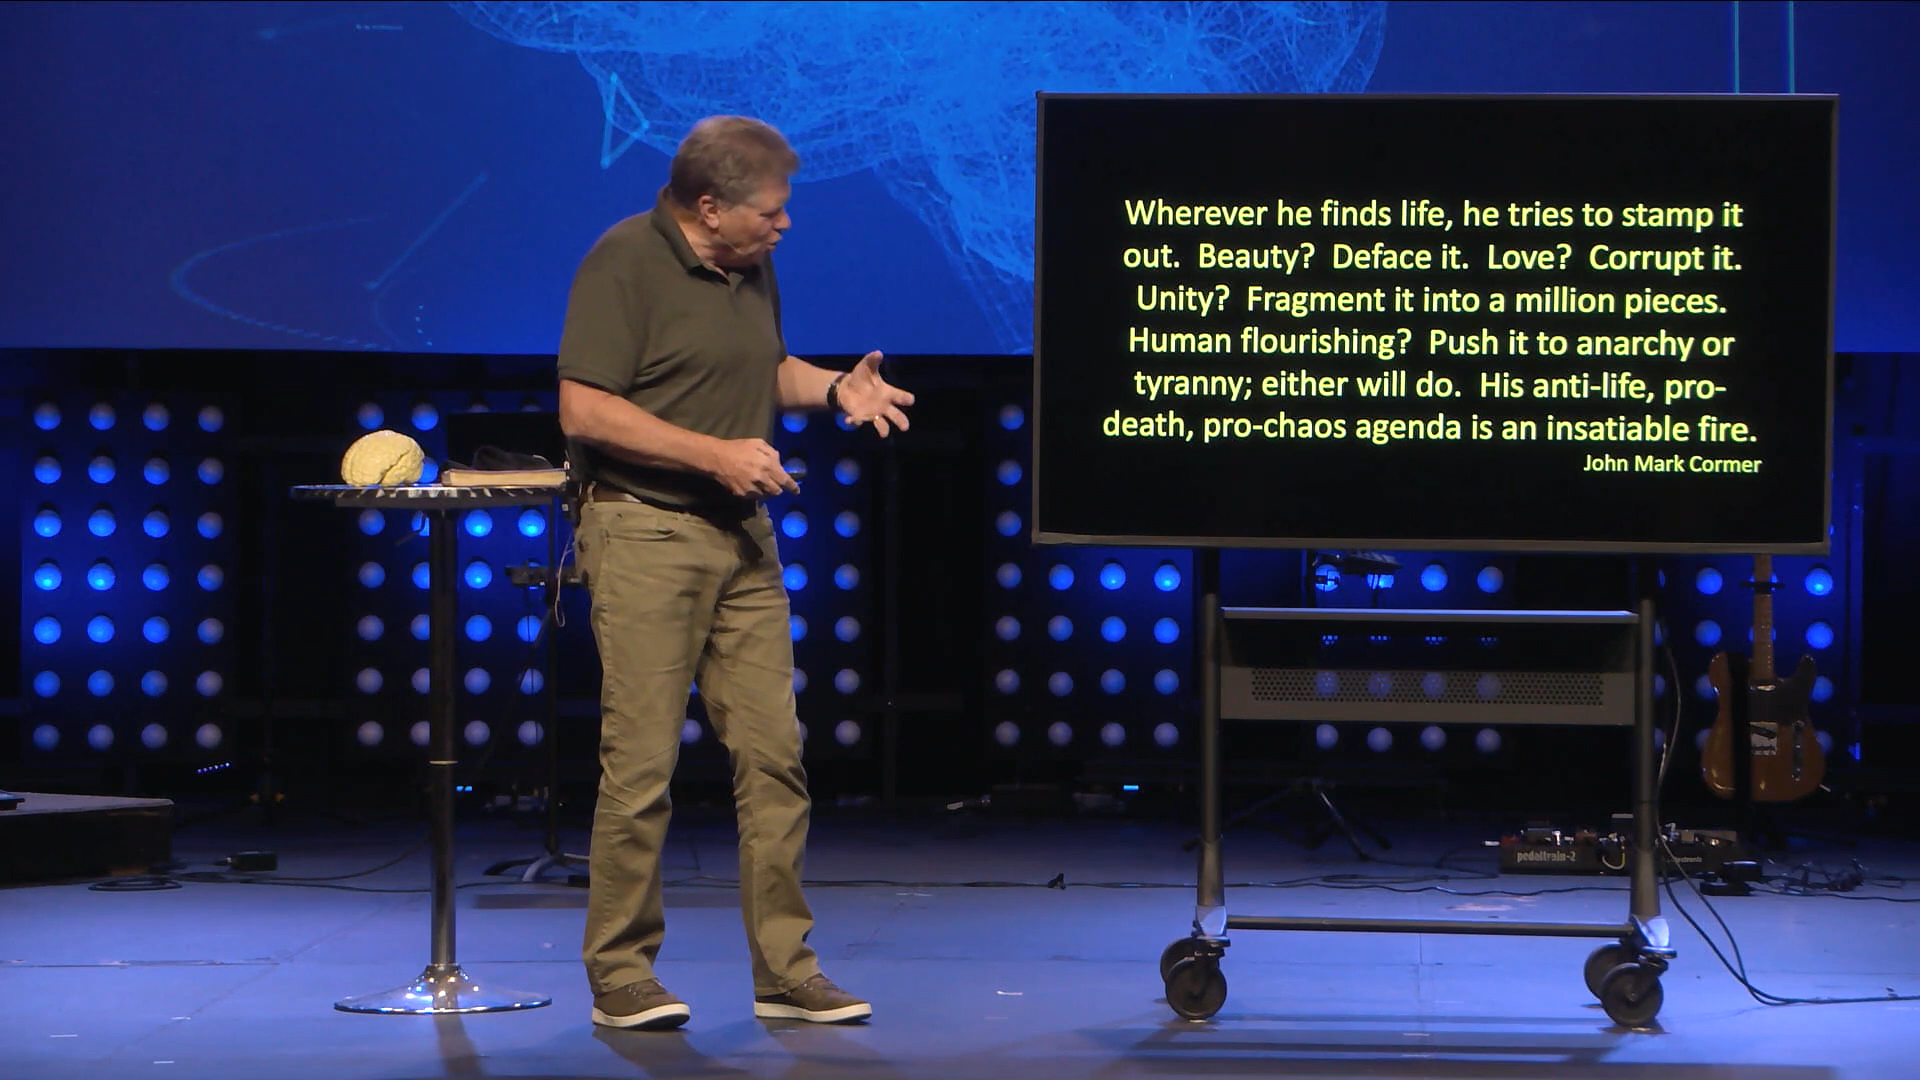 Wherever he finds life, he tries to stamp it
out. Beauty? Deface it. Love? Corrupt it.
Unity? Fragment it into a million pieces.
Human flourishing? Push it to anarchy or
tyranny; either will do. His anti-life, pro-
death, pro-chaos agenda is an insatiable fire.
John Mark Cormer
pedaltrain-2